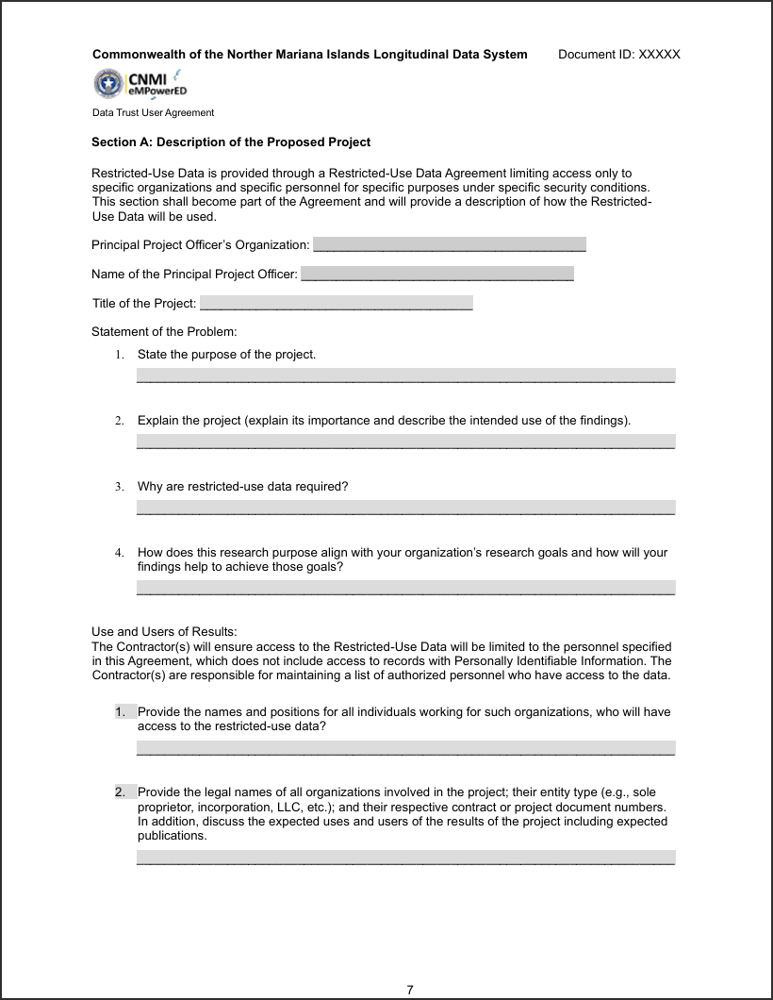 Commonwealth of the Norther Mariana Islands Longitudinal Data System Document ID: XXXXX
CNMI
eMPowerED
Data Trust User Agreement
Section A: Description of the Proposed Project
Restricted-Use Data is provided through a Restricted-Use Data Agreement limiting access only to
specific organizations and specific personnel for specific purposes under specific security conditions.
This section shall become part of the Agreement and will provide a description of how the Restricted-
Use Data will be used.
Principal Project Officer’s Organization: ________________________________________
Name of the Principal Project Officer: ________________________________________
Title of the Project: ________________________________________
Statement of the Problem:
1. State the purpose of the project.
2. Explain the project (explain its importance and describe the intended use of the findings).
3. Why are restricted-use data required?
4. How does this research purpose align with your organization’s research goals and how will your
findings help to achieve those goals?
Use and Users of Results:
The Contractor(s) will ensure access to the Restricted-Use Data will be limited to the personnel specified
in this Agreement, which does not include access to records with Personally Identifiable Information. The
Contractor(s) are responsible for maintaining a list of authorized personnel who have access to the data.
1. Provide the names and positions for all individuals working for such organizations, who will have
access to the restricted-use data?
2. Provide the legal names of all organizations involved in the project; their entity type (e.g., sole
proprietor, incorporation, LLC, etc.); and their respective contract or project document numbers.
In addition, discuss the expected uses and users of the results of the project including expected
publications.
7